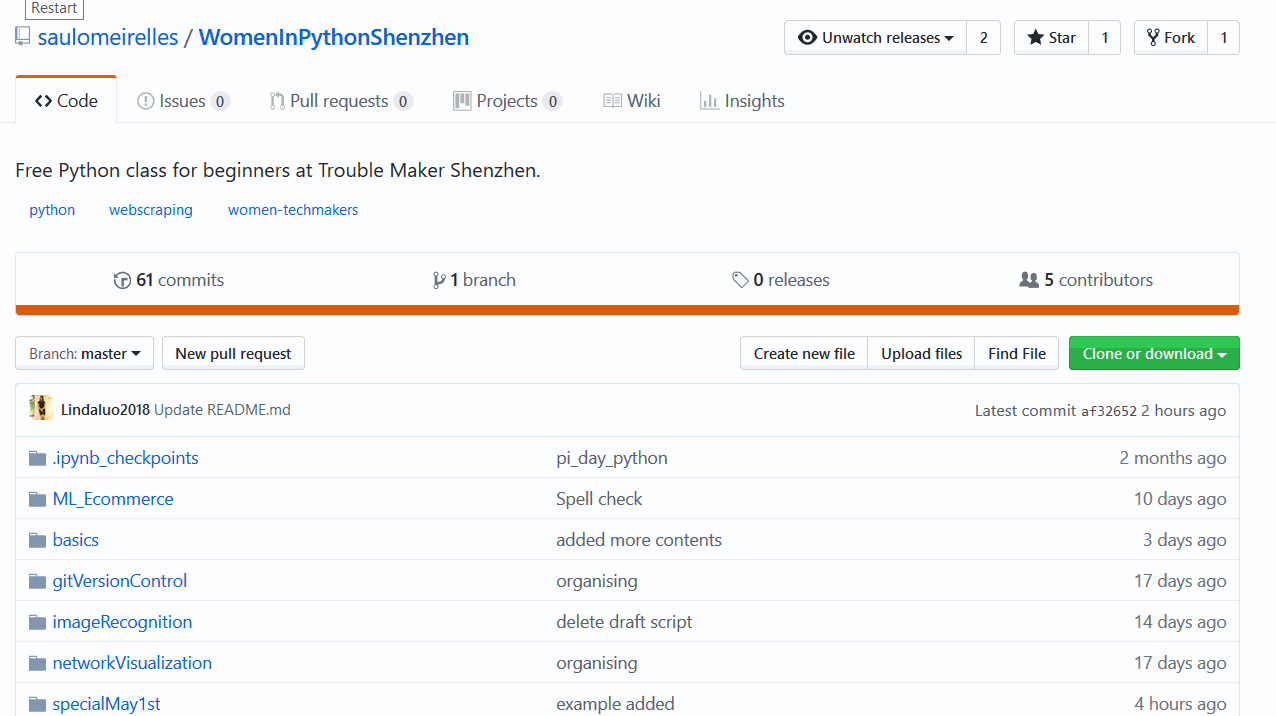 Restart
saulomeirelles / WomenInPythonShenzhen Unwatch releases 2 Star 1 Fork 1
Code Issues 0 Pull requests 0 Projects 0 Wiki Insights
Free Python class for beginners at Trouble Maker Shenzhen.
python webscraping women-techmakers
61 commits 1 branch 0 releases 5 contributors
Branch: master New pull request Create new file Upload files Find File Clone or download
Lindaluo2018 Update README.md Latest commit af32652 2 hours ago
.ipynb_checkpoints pi_day_python 2 months ago
ML_Ecommerce Spell check 10 days ago
basics added more contents 3 days ago
gitVersionControl organising 17 days ago
imageRecognition delete draft script 14 days ago
networkVisualization organising 17 days ago
specialMay1st example added 4 hours ago